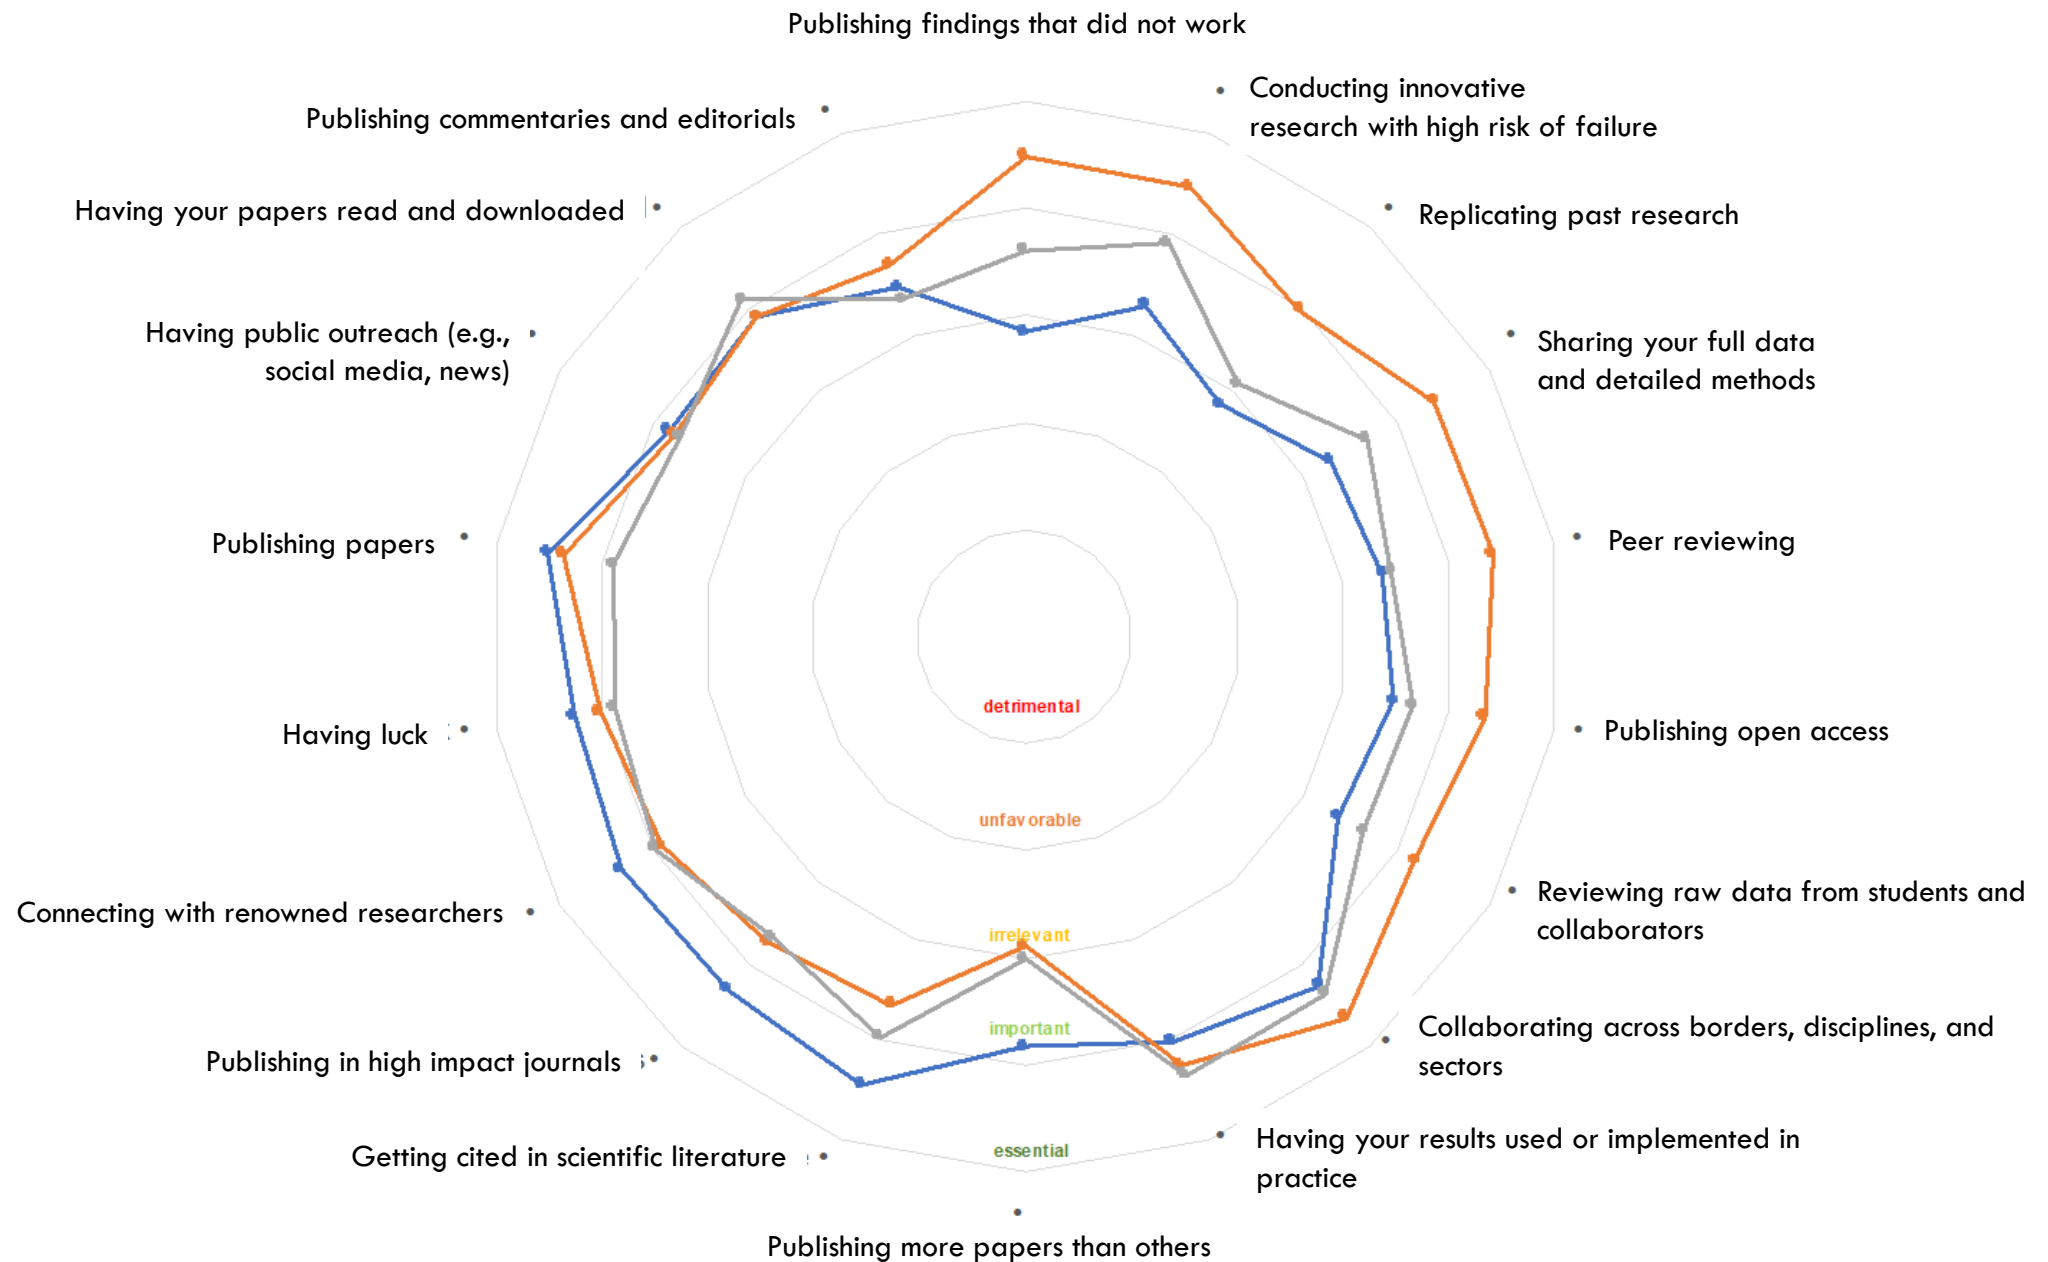 Publishing findings that did not work
Conducting innovative
research with high risk of failure
Publishing commentaries and editorials
Having your papers read and downloaded
Replicating past research
Having public outreach (e.g.,
social media, news)
Sharing your full data
and detailed methods
Publishing papers
Peer reviewing
detrimental
Having luck
Publishing open access
unfavorable
Connecting with renowned researchers
Reviewing raw data from students and
collaborators
irrelevant
important
Publishing in high impact journals
Collaborating across borders, disciplines, and
sectors
essential
Getting cited in scientific literature
Having your results used or implemented in
practice
Publishing more papers than others